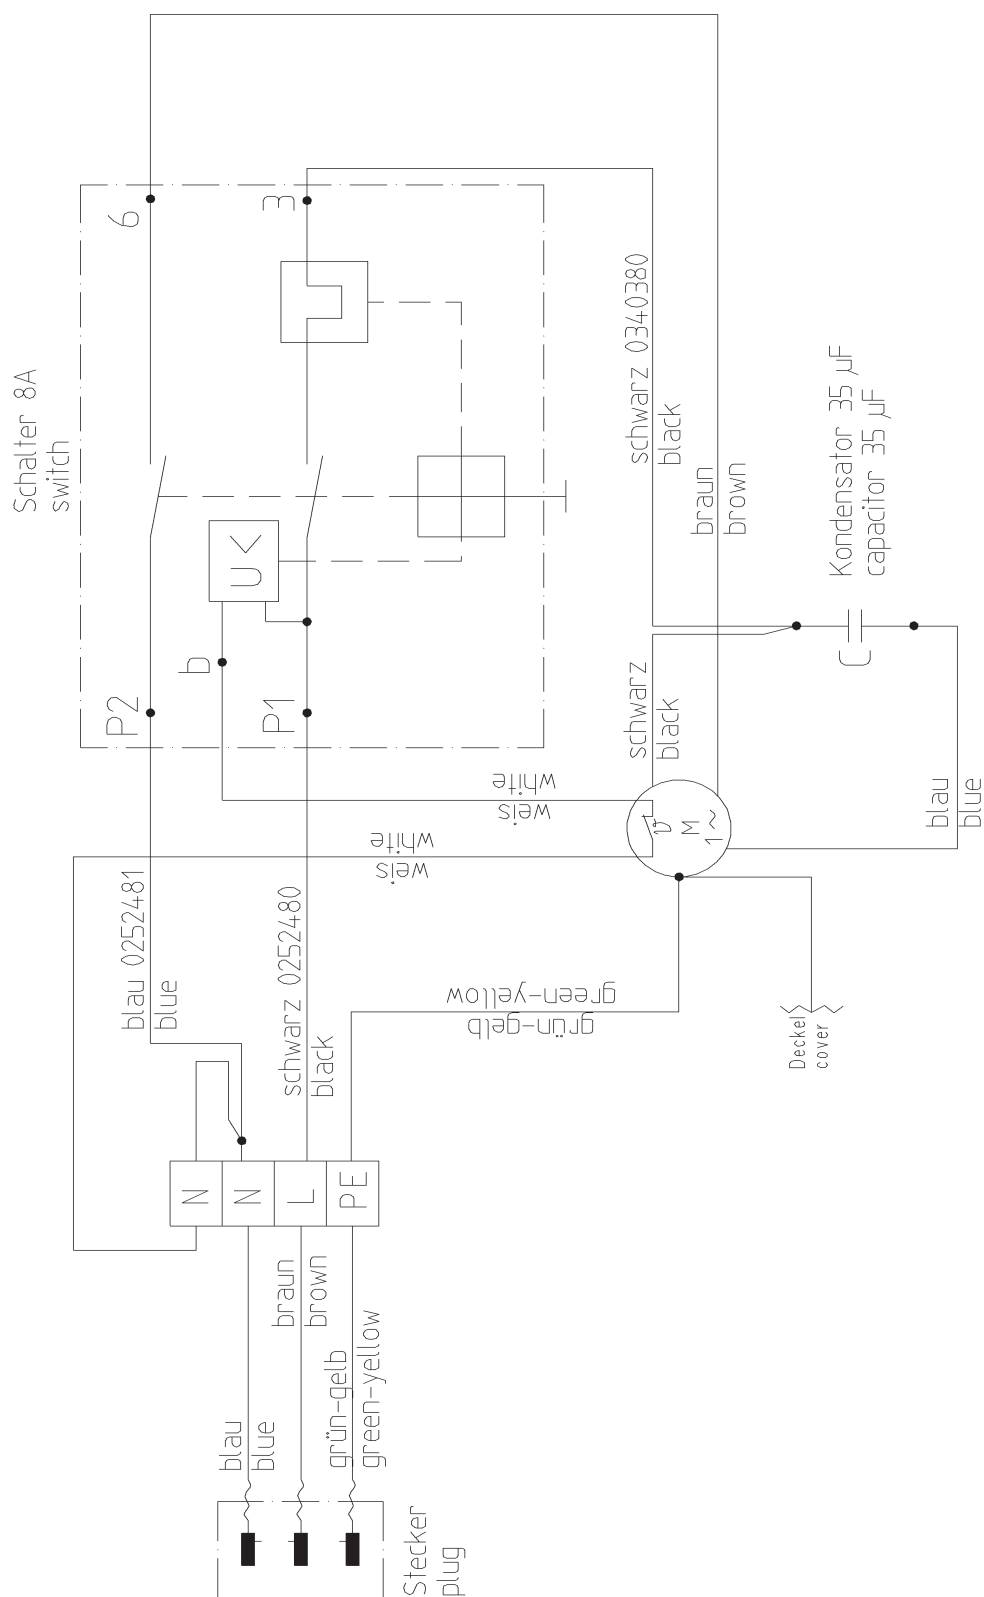 Schalter 8A
switch
6
3
P2
b
P1
U<
schwarz 0340380
black
braun
brown
Kondensator 35 µF
capacitor 35 µF
schwarz
black
white
weis
white
weis
ϑ
M
1~
blau
blue
blau 0252481
blue
schwarz 0252480
black
green-yellow
grün-gelb
Deckel
cover
N
N
L
PE
blau
blue
braun
brown
grün-gelb
green-yellow
Stecker
plug